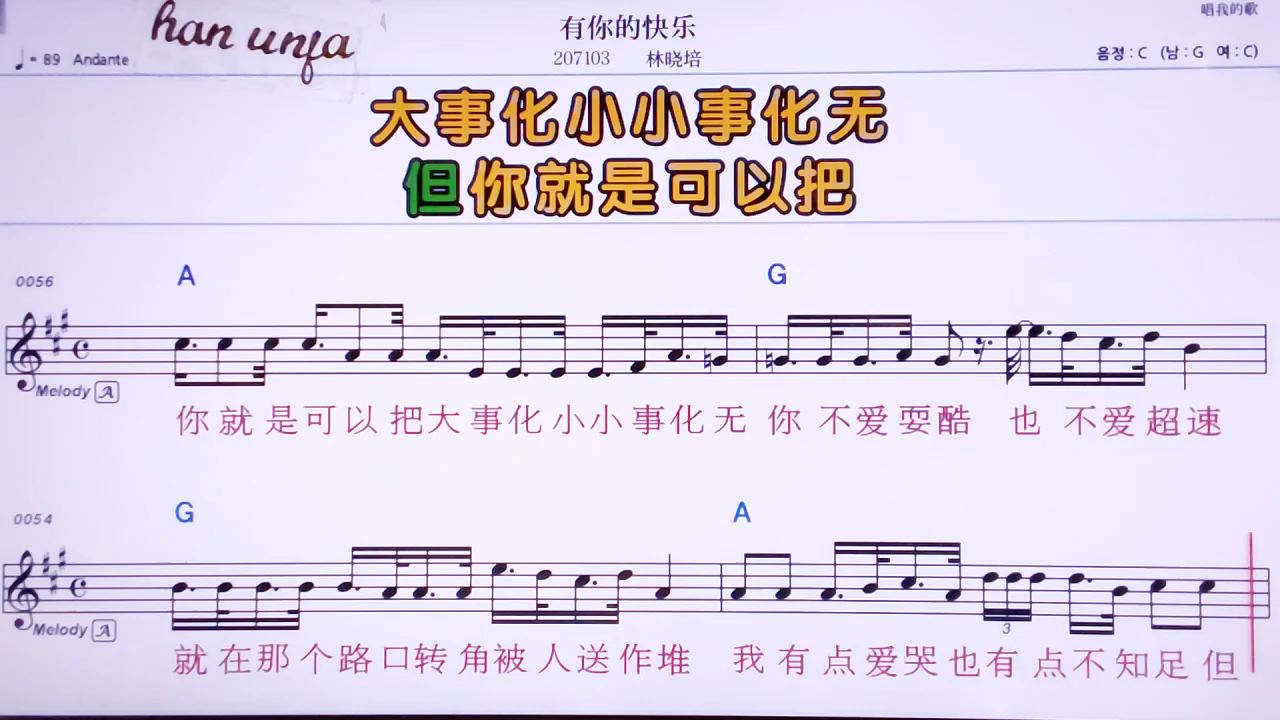 han unfa
有你的快乐
唱我的歌
♩= 89 Andante
207103 林晓培
음정 : C (남 : G 여 : C)
大事化小小事化无
但你就是可以把
0056
A G
Melody A
你就是可以把大事化小小事化无 你不爱耍酷 也不爱超速
0054
G A
Melody A
3
就在那个路口转角被人送作堆 我有点爱哭也有点不知足但